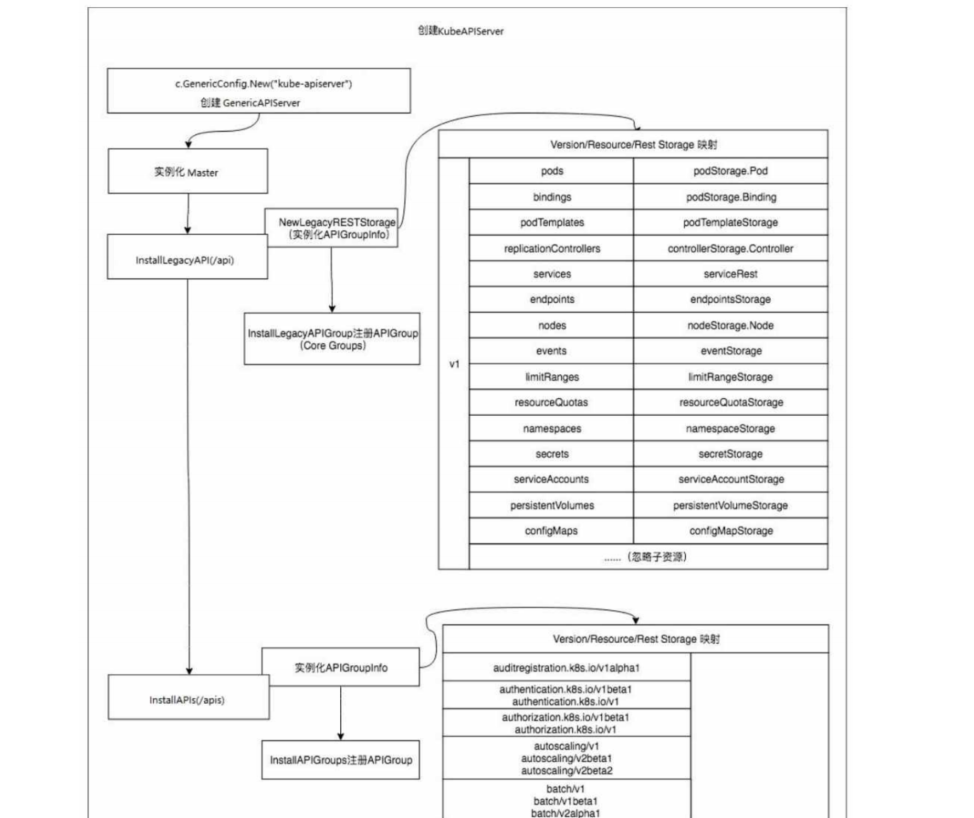 创建KubeAPIServer
c.GenericConfig.New("kube-apiserver")
创建 GenericAPIServer
实例化 Master
NewLegacyRESTStorage
(实例化APIGroupInfo)
InstallLegacyAPI(/api)
InstallLegacyAPIGroup注册APIGroup
(Core Groups)
Version/Resource/Rest Storage 映射
v1
pods podStorage.Pod
bindings podStorage.Binding
podTemplates podTemplateStorage
replicationControllers controllerStorage.Controller
services serviceRest
endpoints endpointsStorage
nodes nodeStorage.Node
events eventStorage
limitRanges limitRangeStorage
resourceQuotas resourceQuotaStorage
namespaces namespaceStorage
secrets secretStorage
serviceAccounts serviceAccountStorage
persistentVolumes persistentVolumeStorage
configMaps configMapStorage
......（忽略子资源）
实例化APIGroupInfo
InstallAPIs(/apis)
InstallAPIGroups注册APIGroup
Version/Resource/Rest Storage 映射
auditregistration.k8s.io/v1alpha1
authentication.k8s.io/v1beta1
authentication.k8s.io/v1
authorization.k8s.io/v1beta1
authorization.k8s.io/v1
autoscaling/v1
autoscaling/v2beta1
autoscaling/v2beta2
batch/v1
batch/v1beta1
batch/v2alpha1